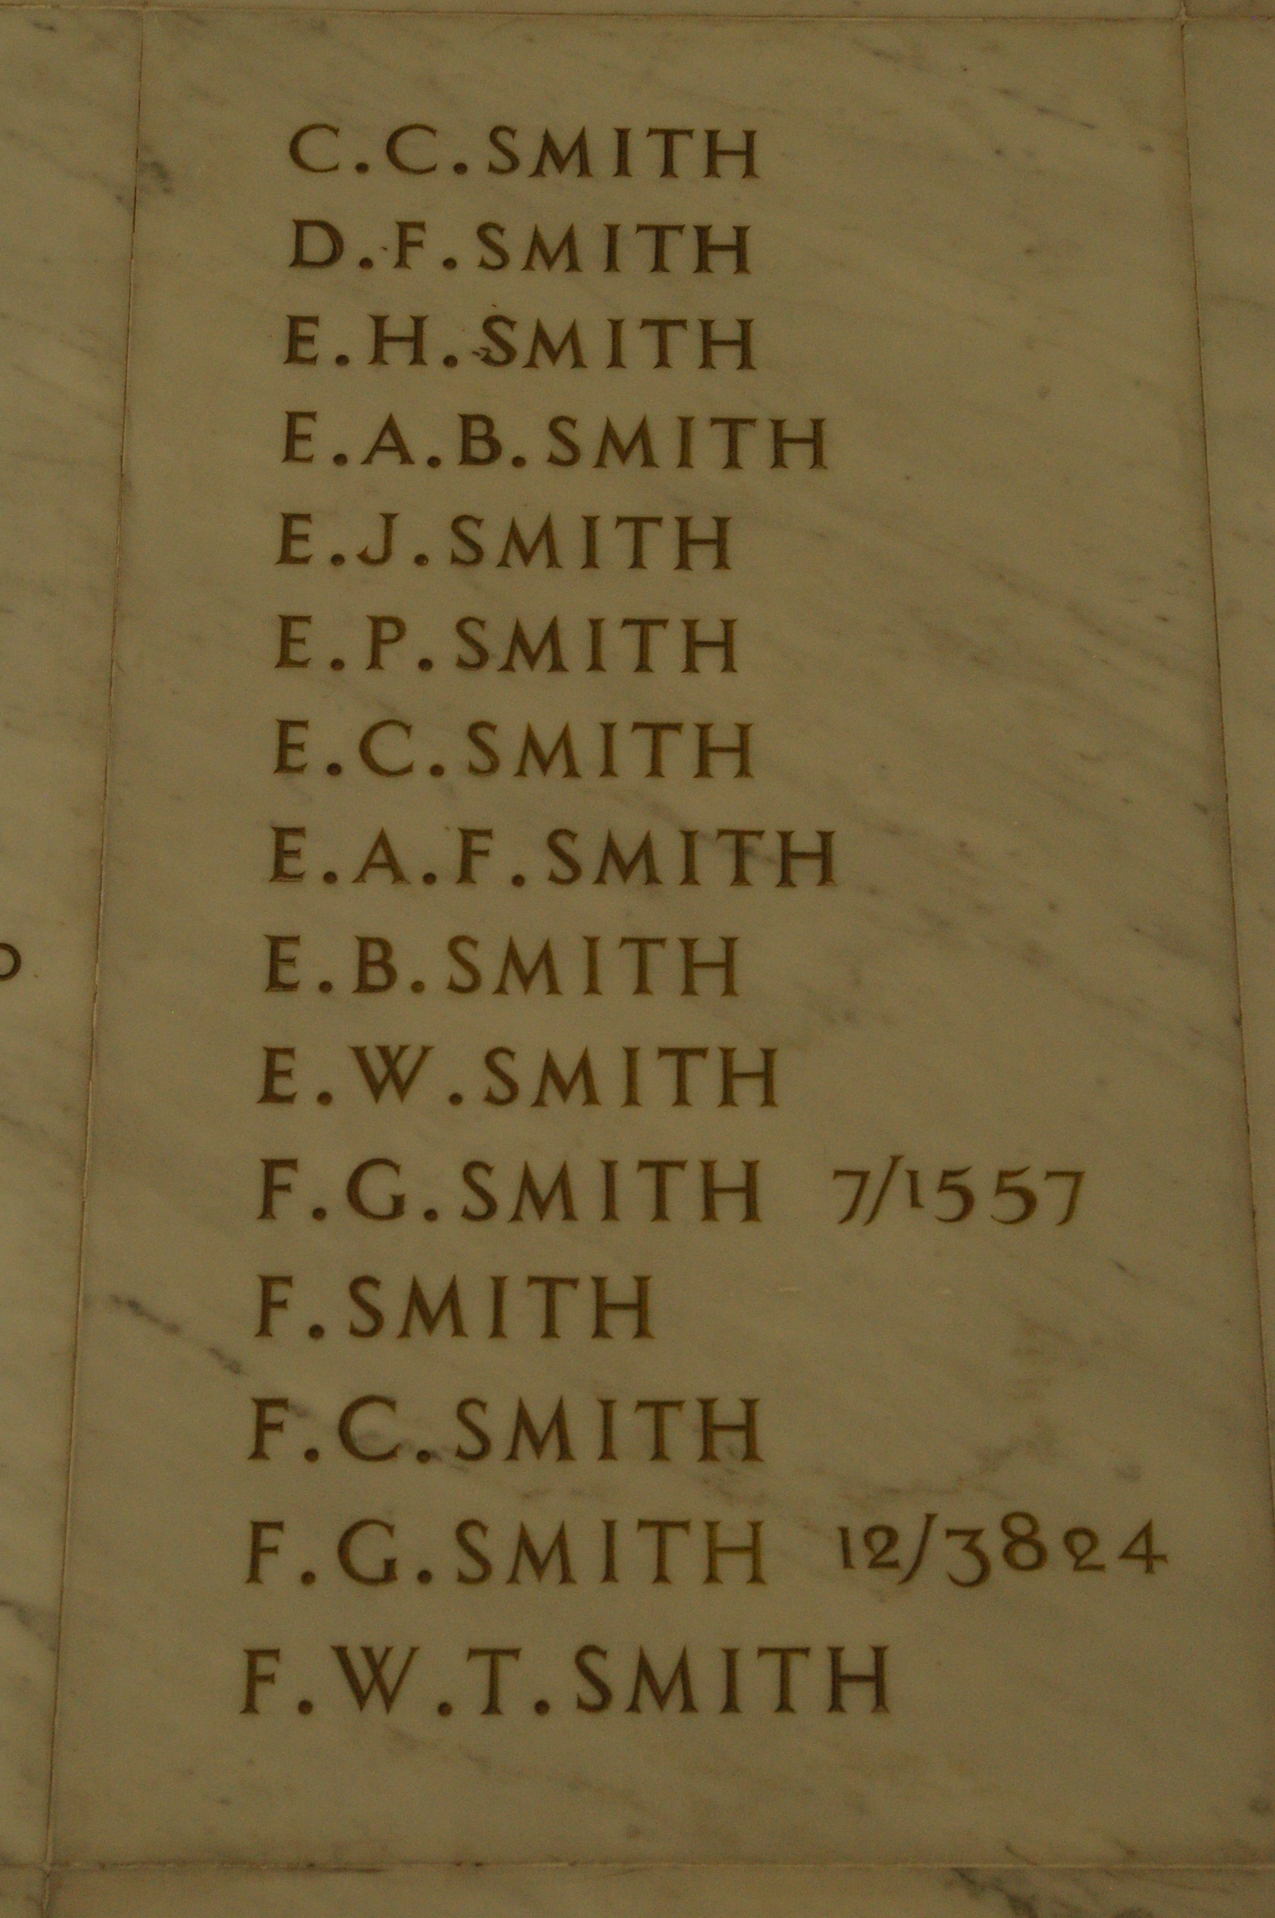 C.C.SMITH
D.F.SMITH
E.H.SMITH
E.A.B.SMITH
E.J.SMITH
E.P.SMITH
E.C.SMITH
E.A.F.SMITH
E.B.SMITH
E.W.SMITH
F.G.SMITH 7/1557
F.SMITH
F.C.SMITH
F.G.SMITH 12/3824
F.W.T.SMITH